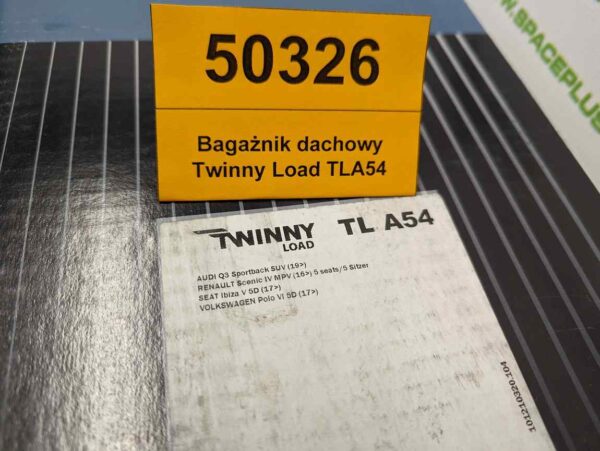 50326
Bagażnik dachowy
Twinny Load TLA54
WWW.SPACEPLUS
TWINNY
LOAD
TL A54
AUDI Q3 Sportback SUV (19>)
RENAULT Scenic IV MPV (16>) 5 seats/5 Sitzer
SEAT Ibiza V 5D (17>)
VOLKSWAGEN Polo VI 5D (17>)
101210320.104